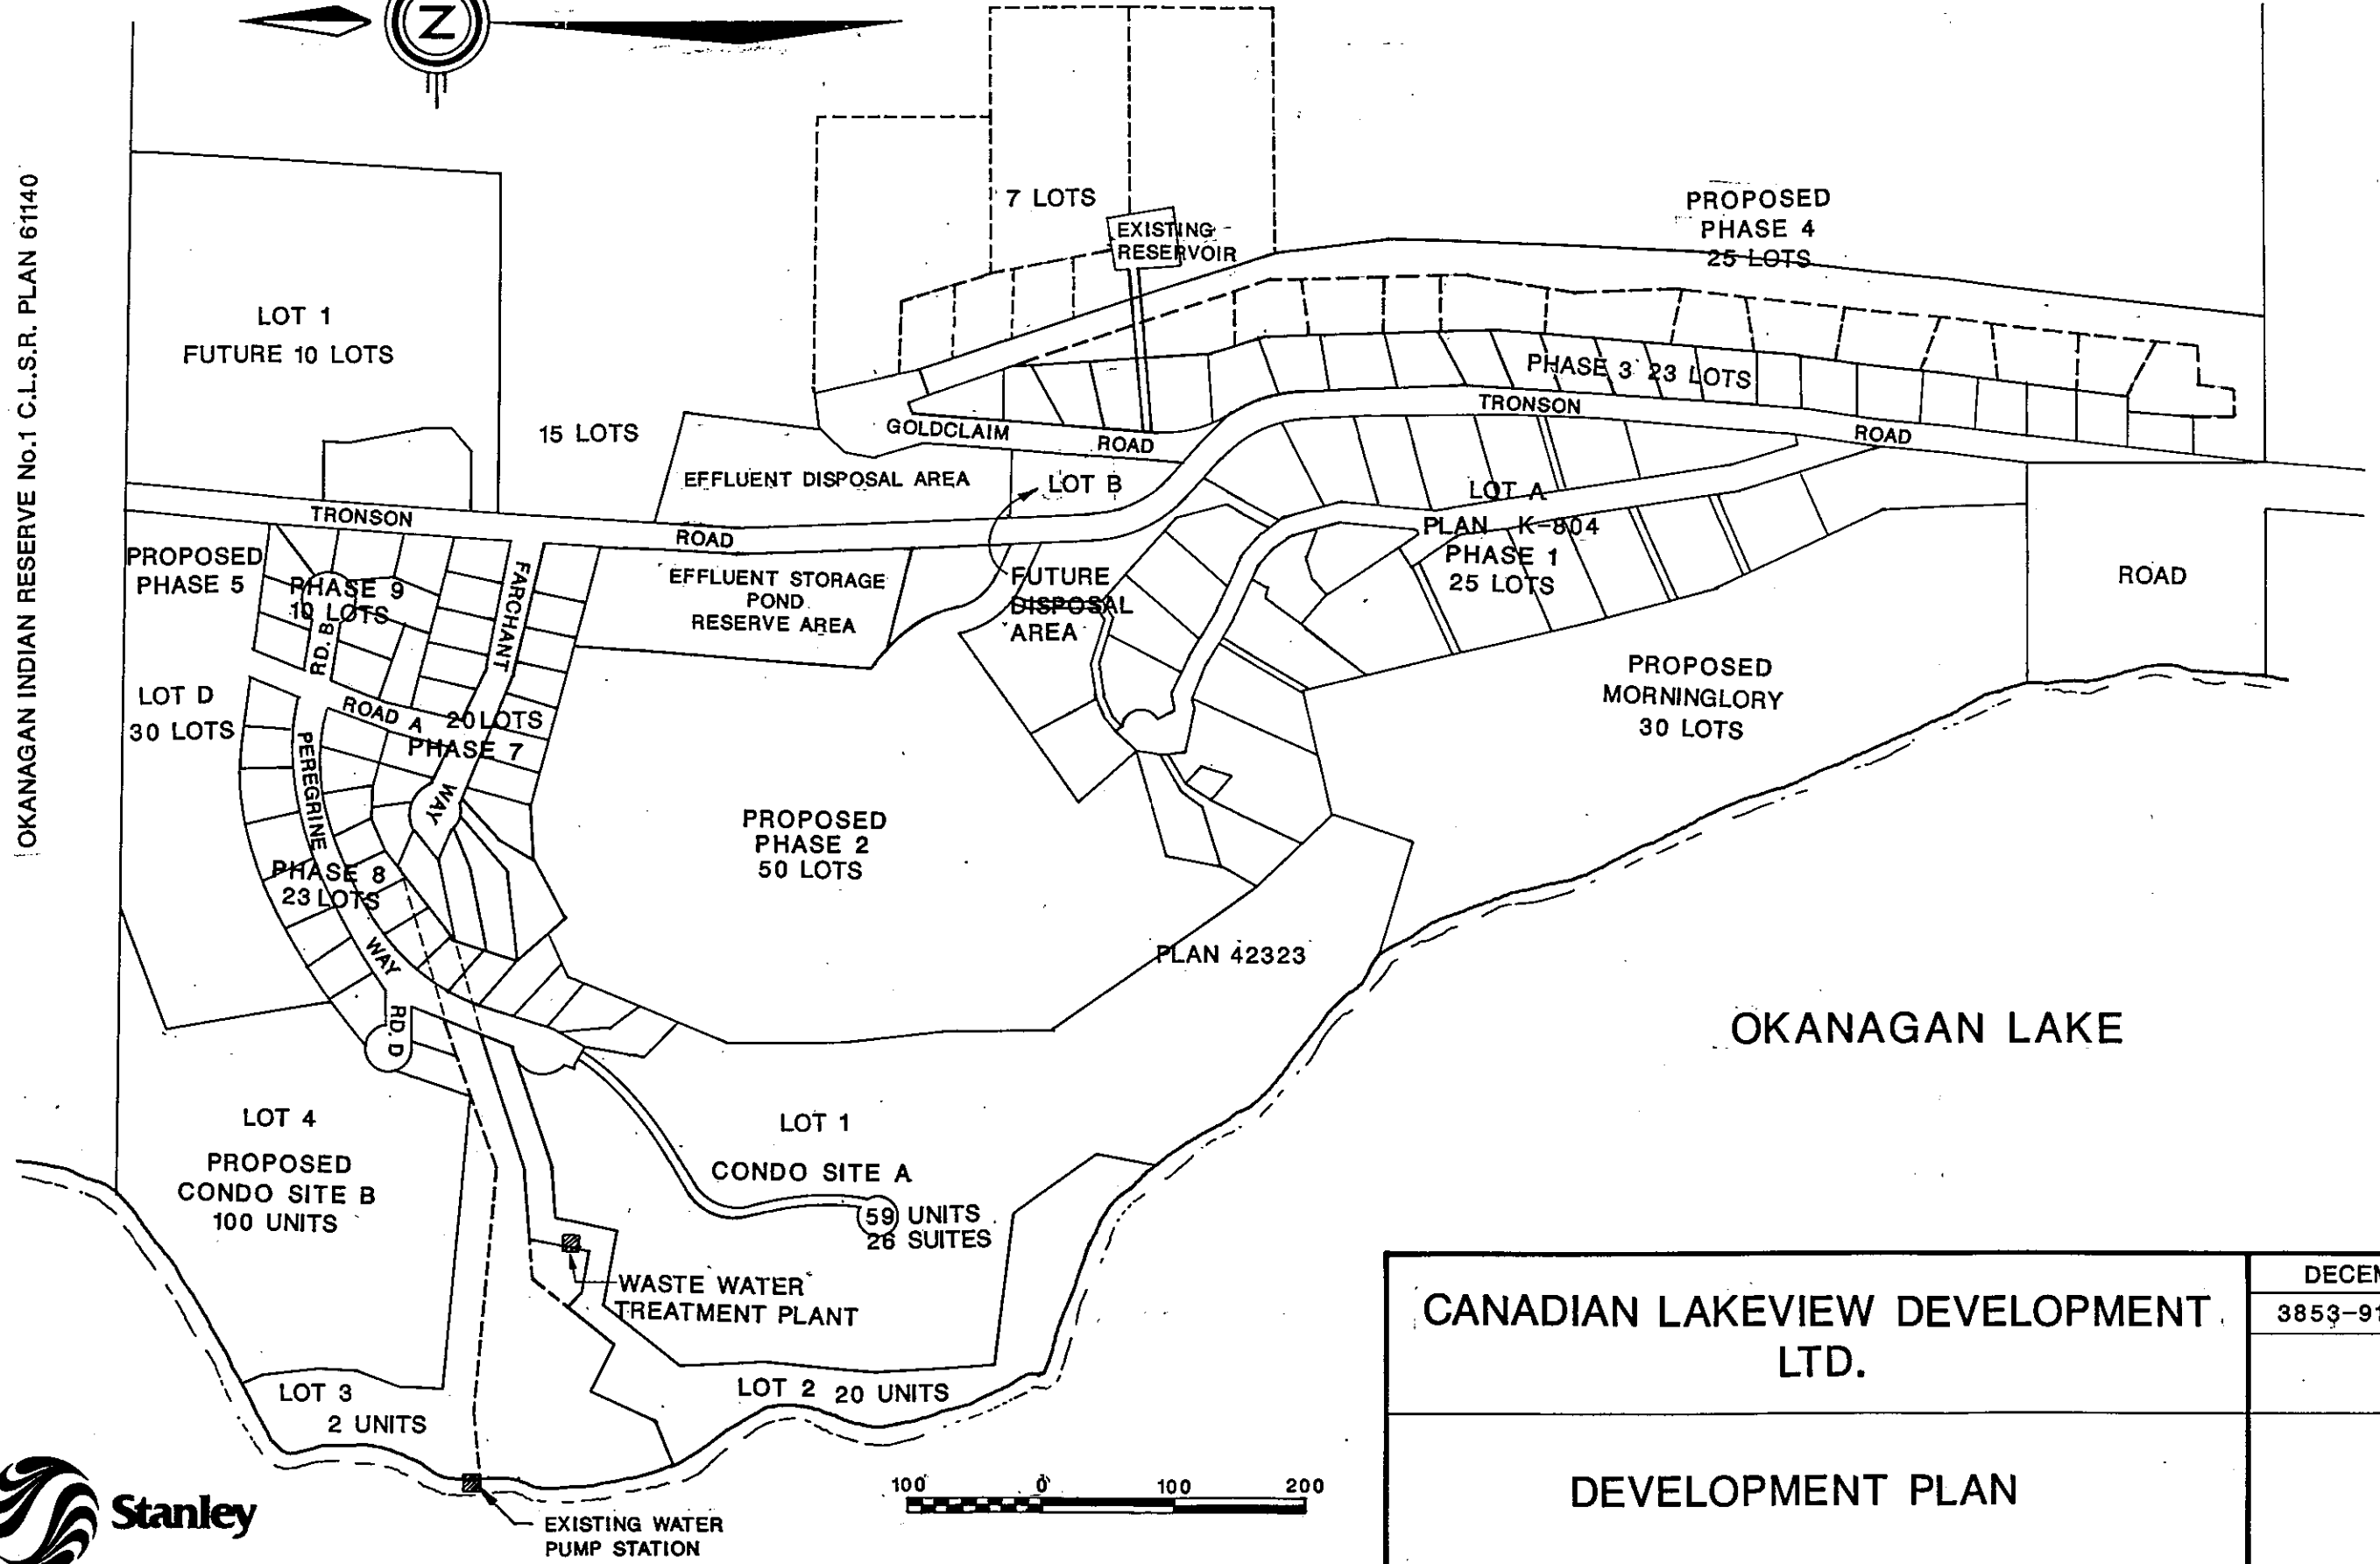 N
OKANAGAN INDIAN RESERVE No.1 C.L.S.R. PLAN 61140
LOT 1
FUTURE 10 LOTS
15 LOTS
7 LOTS
EXISTING
RESERVOIR
PROPOSED
PHASE 4
25 LOTS
PHASE 3 23 LOTS
TRONSON
ROAD
GOLDCLAIM
ROAD
EFFLUENT DISPOSAL AREA
LOT B
LOT A
PLAN K-804
PHASE 1
25 LOTS
TRONSON
ROAD
PROPOSED
PHASE 5
PHASE 9
10 LOTS
RD. B
FARCHANT
WAY
EFFLUENT STORAGE
POND
RESERVE AREA
FUTURE
DISPOSAL
AREA
ROAD
PROPOSED
MORNINGLORY
30 LOTS
LOT D
30 LOTS
ROAD A
20 LOTS
PHASE 7
PEREGRINE
WAY
PHASE 8
23 LOTS
PROPOSED
PHASE 2
50 LOTS
PLAN 42323
RD. D
OKANAGAN LAKE
LOT 4
PROPOSED
CONDO SITE B
100 UNITS
LOT 1
CONDO SITE A
59 UNITS
26 SUITES
WASTE WATER
TREATMENT PLANT
LOT 3
2 UNITS
LOT 2 20 UNITS
EXISTING WATER
PUMP STATION
Stanley
100 0 100 200
CANADIAN LAKEVIEW DEVELOPMENT
LTD.
DEVELOPMENT PLAN
DECEM
3853-91